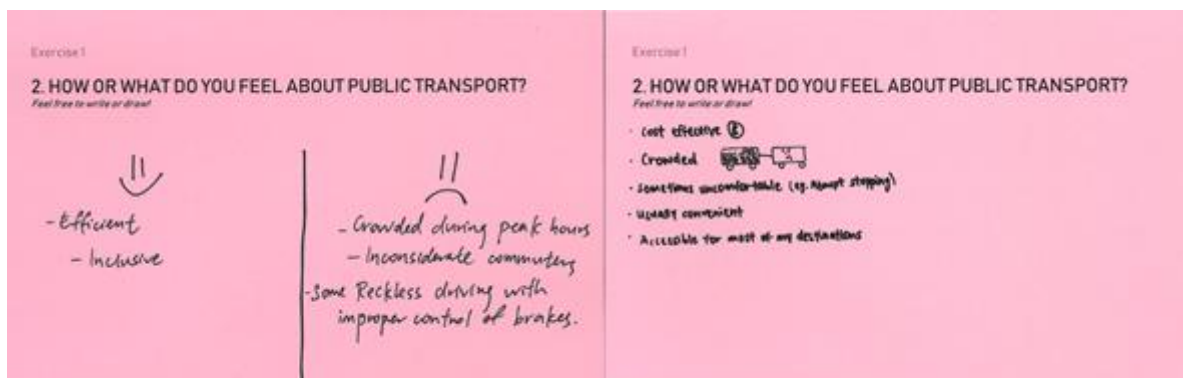 Exercise 1
2. HOW OR WHAT DO YOU FEEL ABOUT PUBLIC TRANSPORT?
Feel free to write or draw!
- Efficient
- Inclusive
- Crowded during peak hours
- Inconsiderate commuters
- Some Reckless driving with
improper control of brakes.
Exercise 1
2. HOW OR WHAT DO YOU FEEL ABOUT PUBLIC TRANSPORT?
Feel free to write or draw!
· Cost effective
· Crowded
· Sometimes uncomfortable (eg. Abrupt stopping)
· Usually convenient
· Accessible for most of my destinations